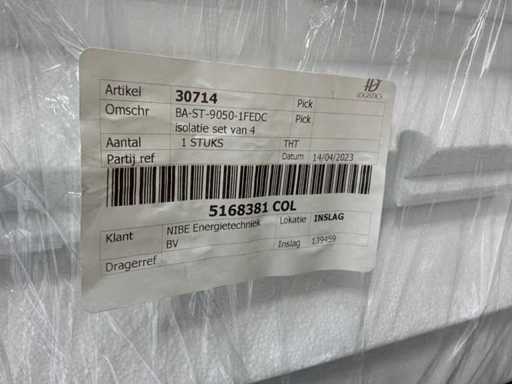 LOGISTICS
Artikel 30714 Pick
Omschr BA-ST-9050-1FEDC Pick
isolatie set van 4
Aantal 1 STUKS THT
Partij ref Datum 14/04/2023
5168381 COL
Klant NIBE Energietechniek Lokatie INSLAG
BV Inslag 139459
Dragerref